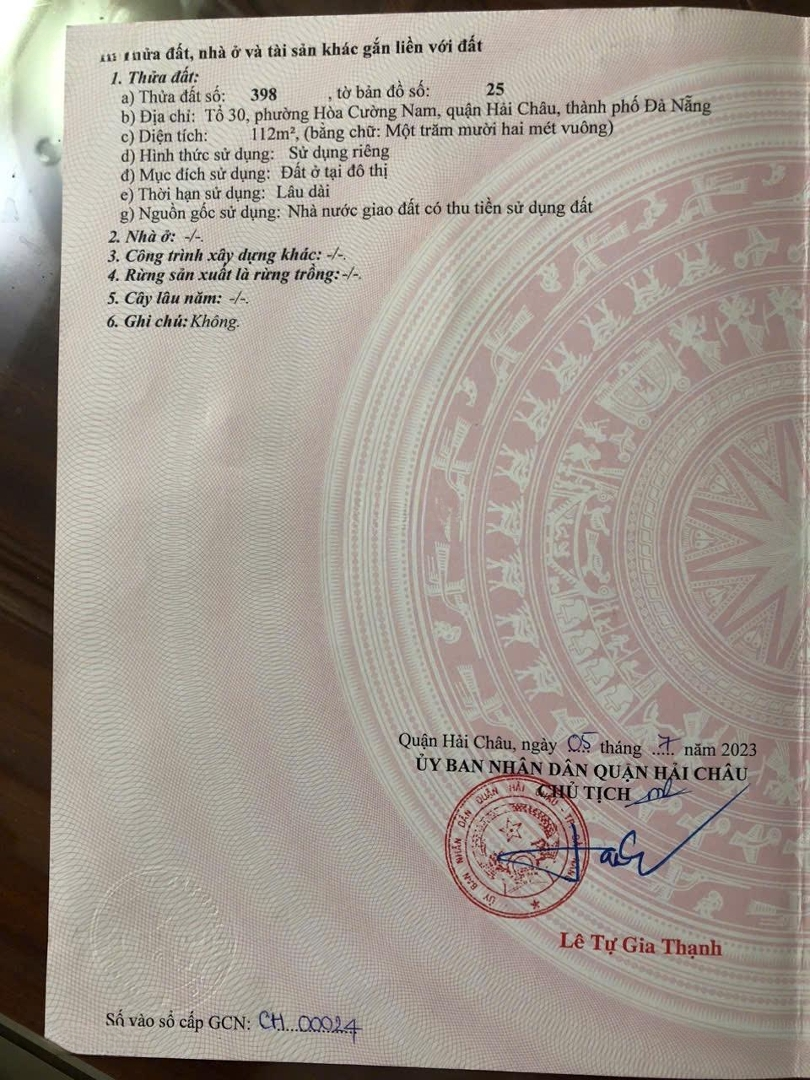 thửa đất, nhà ở và tài sản khác gắn liền với đất
1. Thửa đất:
a) Thửa đất số: 398 , tờ bản đồ số: 25
b) Địa chỉ: Tổ 30, phường Hòa Cường Nam, quận Hải Châu, thành phố Đà Nẵng
c) Diện tích: 112m², (bằng chữ: Một trăm mười hai mét vuông)
d) Hình thức sử dụng: Sử dụng riêng
đ) Mục đích sử dụng: Đất ở tại đô thị
e) Thời hạn sử dụng: Lâu dài
g) Nguồn gốc sử dụng: Nhà nước giao đất có thu tiền sử dụng đất
2. Nhà ở: -/-.
3. Công trình xây dựng khác: -/-.
4. Rừng sản xuất là rừng trồng: -/-.
5. Cây lâu năm: -/-.
6. Ghi chú: Không.
Quận Hải Châu, ngày 05 tháng 7 năm 2023
ỦY BAN NHÂN DÂN QUẬN HẢI CHÂU
CHỦ TỊCH
ỦY BAN NHÂN DÂN QUẬN HẢI CHÂU
Lê Tự Gia Thạnh
Số vào sổ cấp GCN: CH...00024